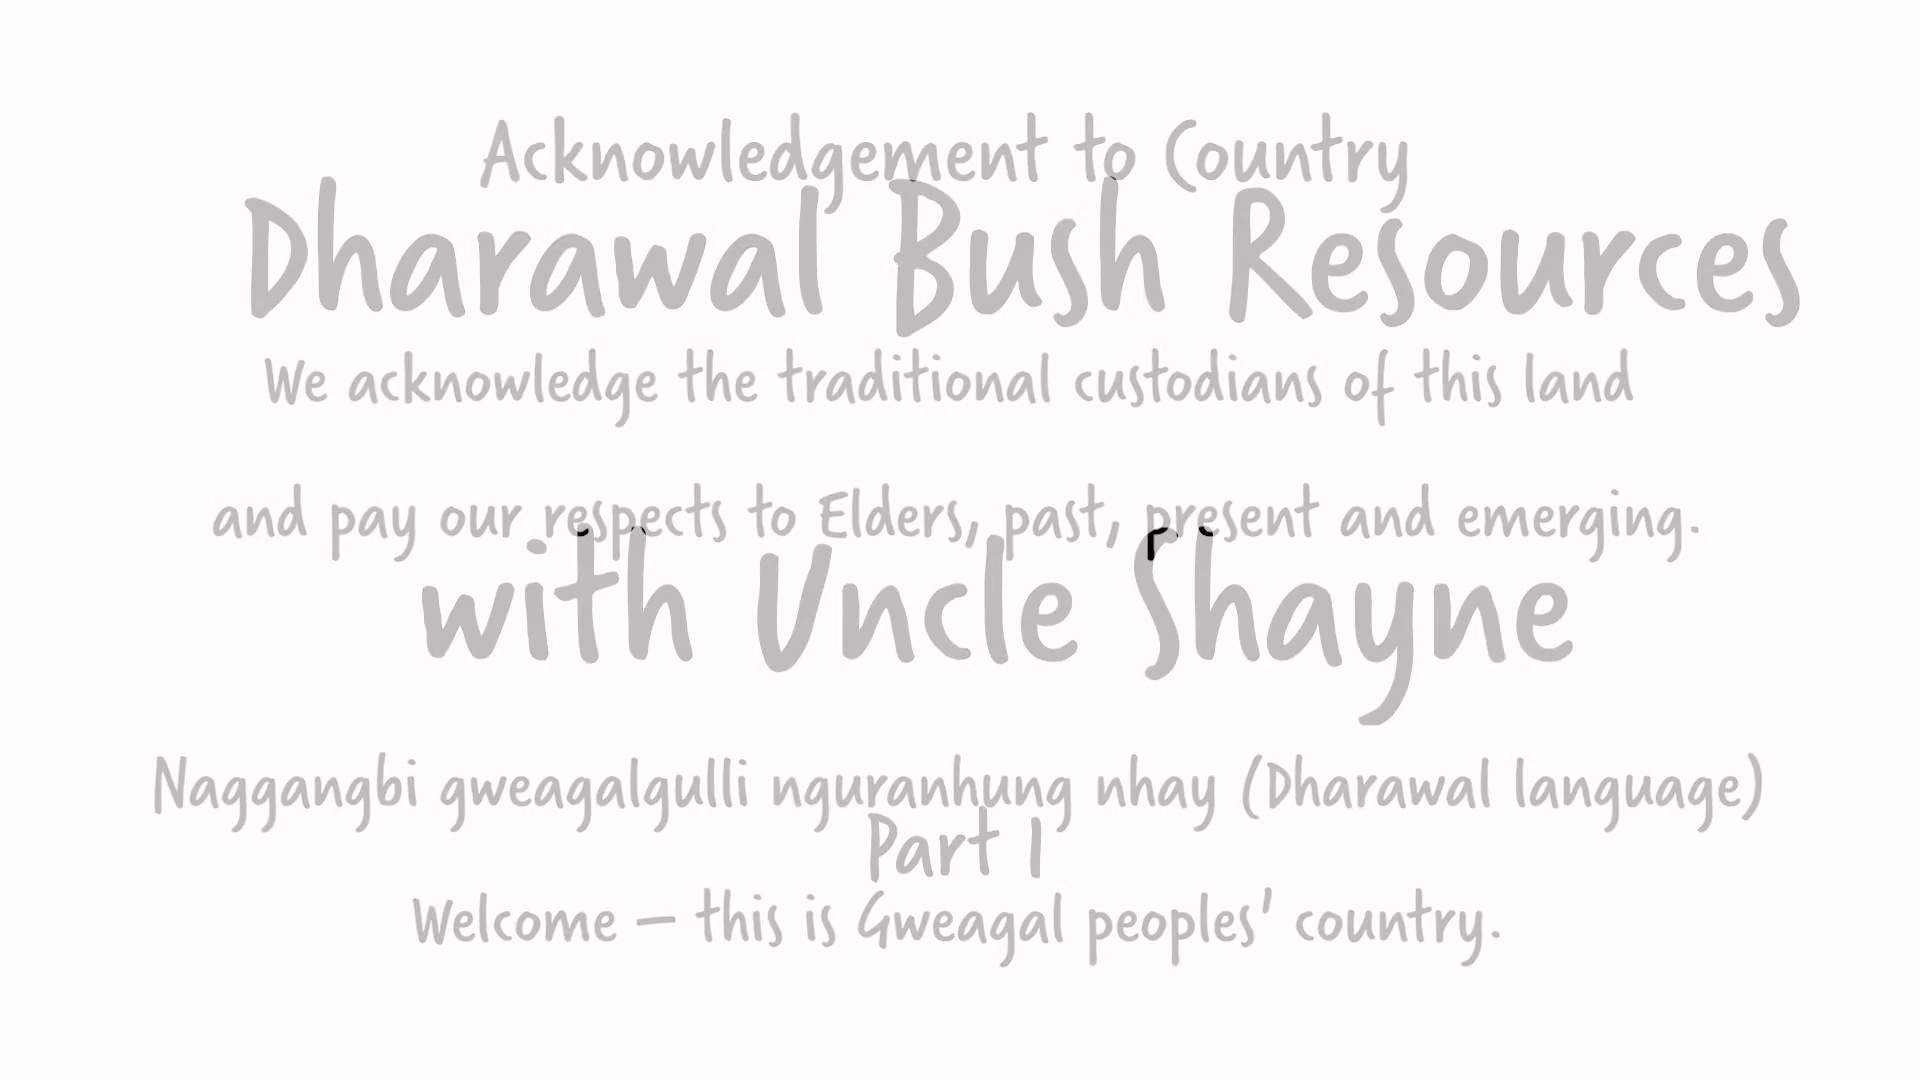 Acknowledgement to Country
Dharawal Bush Resources
We acknowledge the traditional custodians of this land
and pay our respects to Elders, past, present and emerging.
with Uncle Shayne
Naggangbi gweagalgulli nguranhung nhay (Dharawal language)
Part 1
Welcome – this is Gweagal peoples' country.